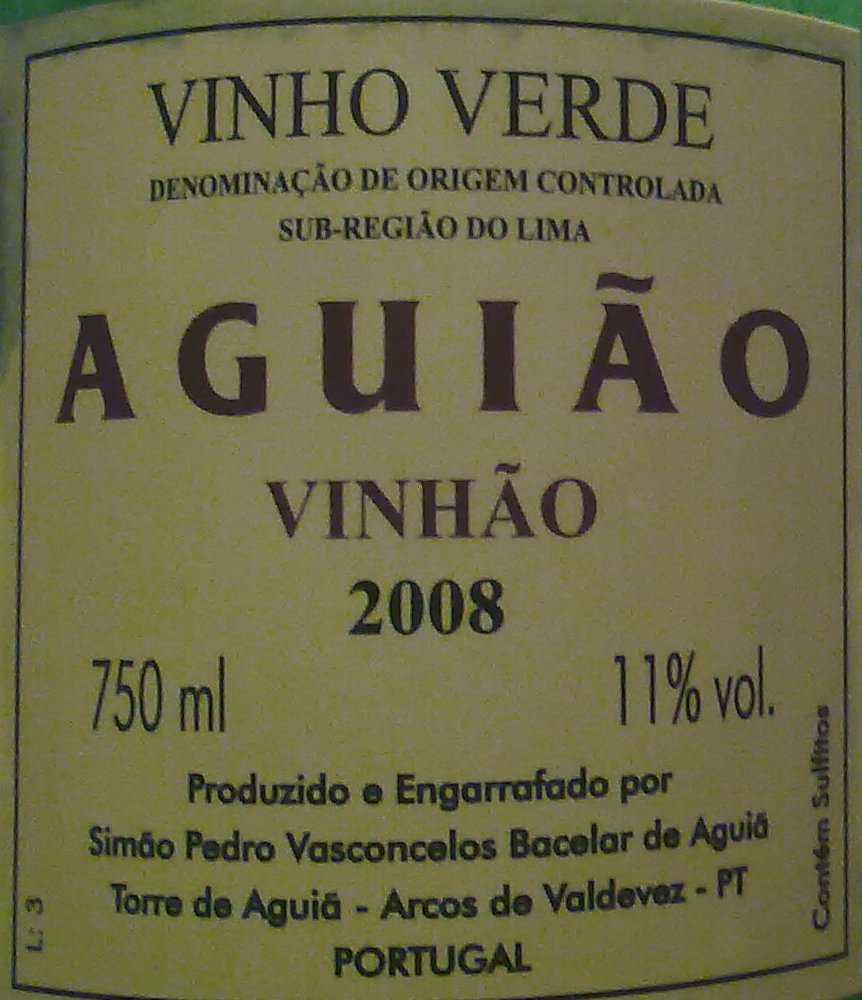 VINHO VERDE
DENOMINAÇÃO DE ORIGEM CONTROLADA
SUB-REGIÃO DO LIMA
AGUIÃO
VINHÃO
2008
750 ml
11% vol.
Produzido e Engarrafado por
Simão Pedro Vasconcelos Bacelar de Aguiã
Torre de Aguiã - Arcos de Valdevez - PT
PORTUGAL
Contém Sulfitos
L: 3